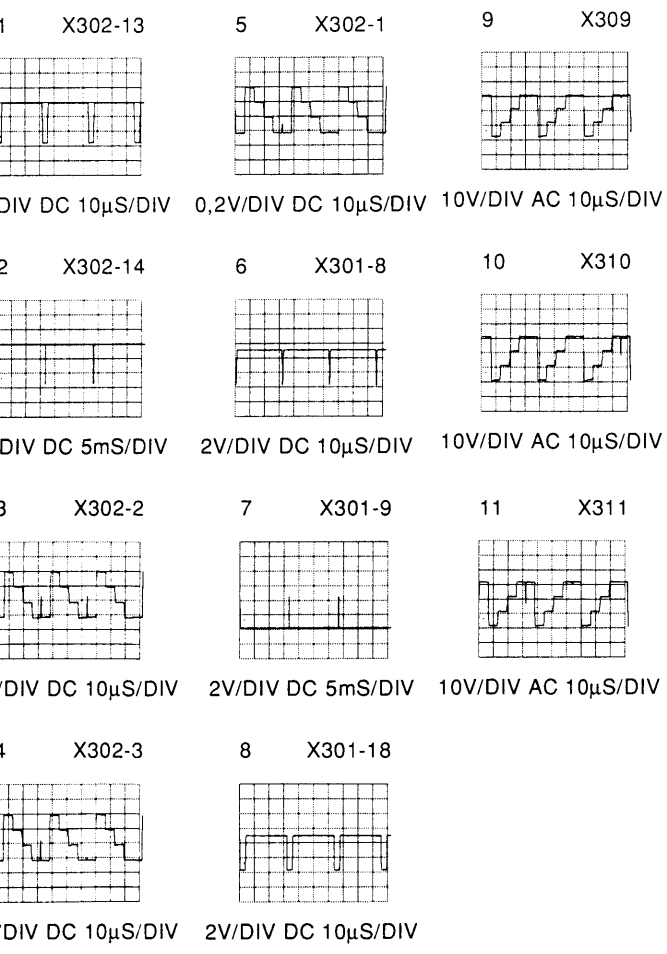 1 X302-13
5 X302-1
9 X309
DIV DC 10µS/DIV
0,2V/DIV DC 10µS/DIV
10V/DIV AC 10µS/DIV
2 X302-14
6 X301-8
10 X310
DIV DC 5mS/DIV
2V/DIV DC 10µS/DIV
10V/DIV AC 10µS/DIV
3 X302-2
7 X301-9
11 X311
/DIV DC 10µS/DIV
2V/DIV DC 5mS/DIV
10V/DIV AC 10µS/DIV
4 X302-3
8 X301-18
/DIV DC 10µS/DIV
2V/DIV DC 10µS/DIV